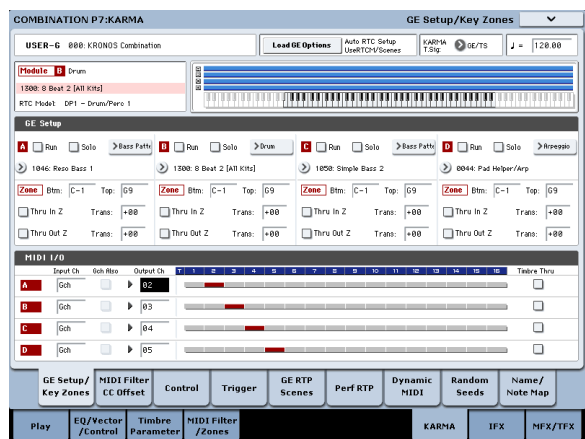 COMBINATION P7:KARMA
GE Setup/Key Zones
USER-G 000: KRONOS Combination
Load GE Options
Auto RTC Setup
UseRTCM/Scenes
KARMA
T.Sig:
GE/TS
♩ = 120.00
Module B Drum
1300: 8 Beat 2 [All Kits]
RTC Model: DP1 - Drum/Perc 1
GE Setup
A Run Solo Bass Patte
B Run Solo Drum
C Run Solo Bass Patte
D Run Solo Arpeggio
1046: Reso Bass 1
1300: 8 Beat 2 [All Kits]
1050: Simple Bass 2
0044: Pad Helper/Arp
Zone Btm: C-1 Top: G9
Zone Btm: C-1 Top: G9
Zone Btm: C-1 Top: G9
Zone Btm: C-1 Top: G9
Thru In Z Trans: +00
Thru In Z Trans: +00
Thru In Z Trans: +00
Thru In Z Trans: +00
Thru Out Z Trans: +00
Thru Out Z Trans: +00
Thru Out Z Trans: +00
Thru Out Z Trans: +00
MIDI I/O
Input Ch Gch Also Output Ch T 1 2 3 4 5 6 7 8 9 10 11 12 13 14 15 16 Timbre Thru
A Gch 02
B Gch 03
C Gch 04
D Gch 05
GE Setup/
Key Zones
MIDI Filter
CC Offset
Control
Trigger
GE RTP
Scenes
Perf RTP
Dynamic
MIDI
Random
Seeds
Name/
Note Map
Play
EQ/Vector
/Control
Timbre
Parameter
MIDI Filter
/Zones
KARMA
IFX
MFX/TFX